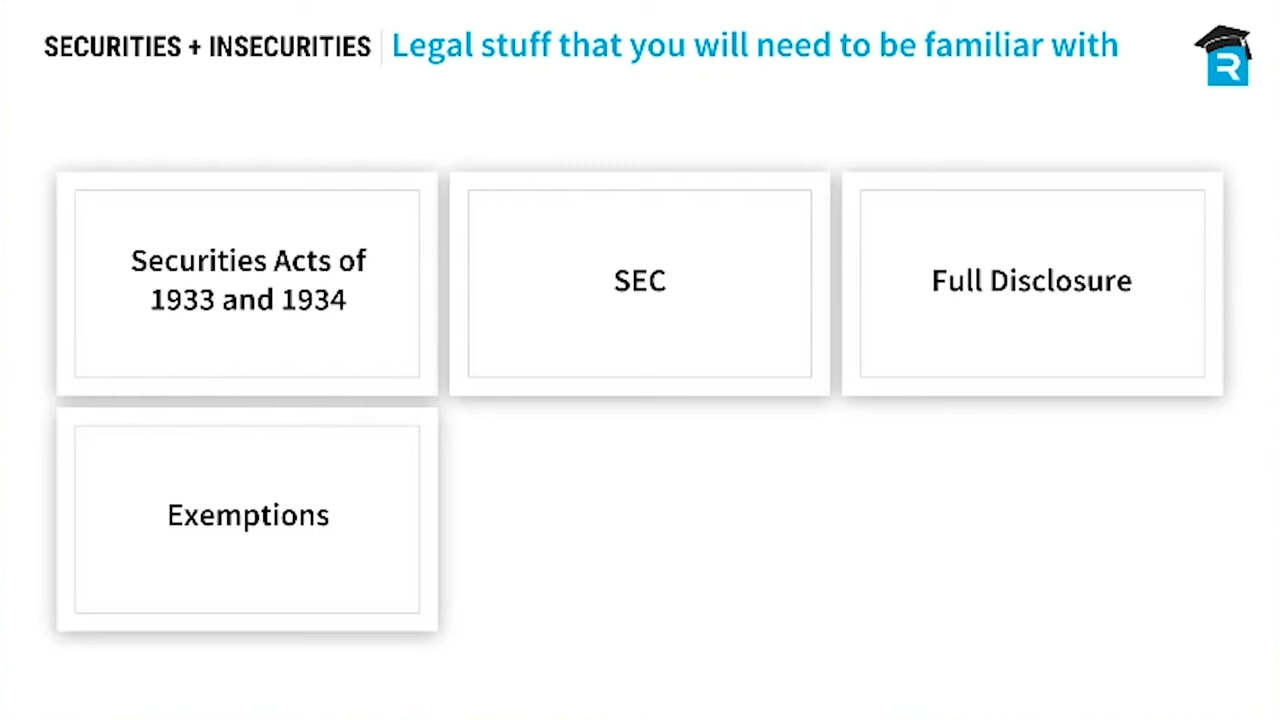 SECURITIES + INSECURITIES Legal stuff that you will need to be familiar with
R
Securities Acts of
1933 and 1934
SEC
Full Disclosure
Exemptions